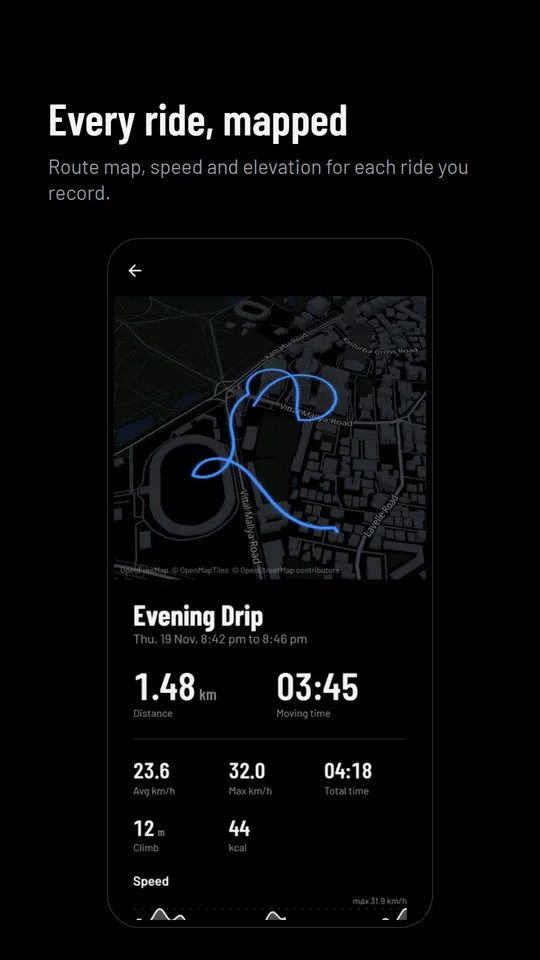 Every ride, mapped
Route map, speed and elevation for each ride you
record.
Kasturba Road
Kasturba Cross Road
Vittal Mallya Road
Vittal Mallya Road
Lavelle Road
OpenFreeMap © OpenMapTiles © OpenStreetMap contributors
Evening Drip
Thu, 19 Nov, 8:42 pm to 8:46 pm
1.48 km
03:45
Distance
Moving time
23.6
32.0
04:18
Avg km/h
Max km/h
Total time
12 m
44
Climb
kcal
Speed
max 31.9 km/h